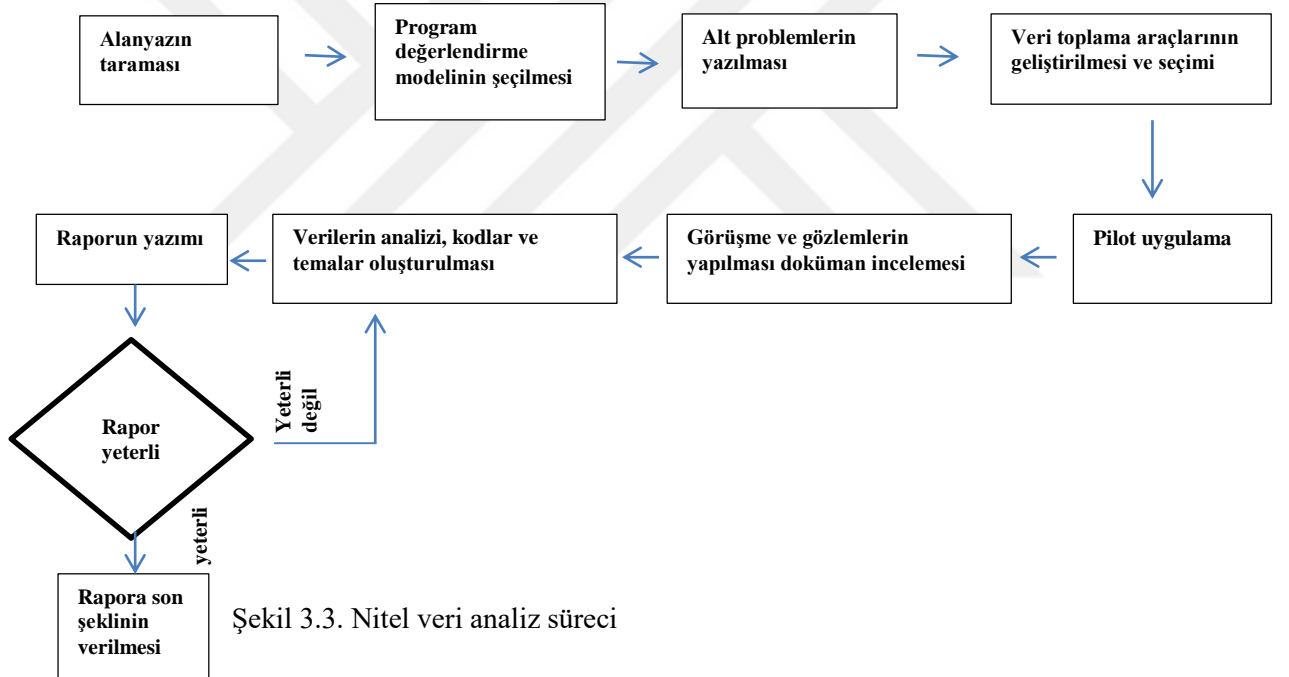 Alanyazın
taraması
Program
değerlendirme
modelinin seçilmesi
Alt problemlerin
yazılması
Veri toplama araçlarının
geliştirilmesi ve seçimi
Pilot uygulama
Görüşme ve gözlemlerin
yapılması doküman incelemesi
Verilerin analizi, kodlar ve
temalar oluşturulması
Raporun yazımı
Rapor
yeterli
Yeterli
değil
yeterli
Rapora son
şeklinin
verilmesi
Şekil 3.3. Nitel veri analiz süreci